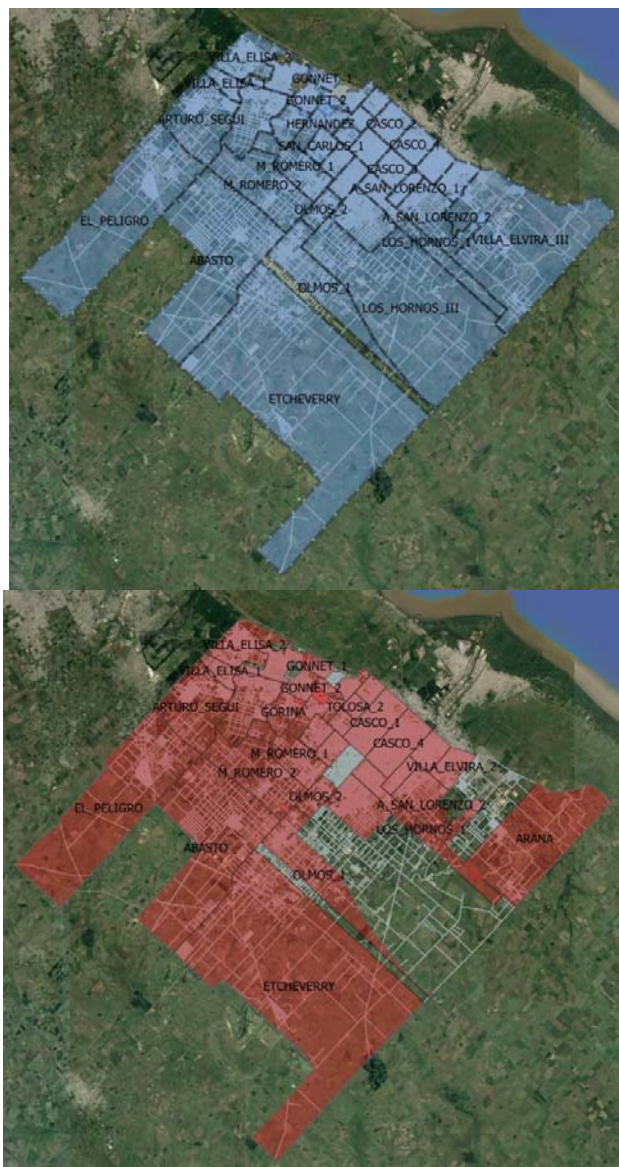 VILLA_ELISA_2
VILLA_ELISA_1
GONNET_1
GONNET_2
ARTURO_SEGUI
HERNANDEZ
CASCO_2
SAN_CARLOS_1
CASCO_4
M_ROMERO_1
CASCO_3
M_ROMERO_2
A_SAN_LORENZO_1
OLMOS_2
EL_PELIGRO
A_SAN_LORENZO_2
LOS_HORNOS_1
VILLA_ELVIRA_III
ABASTO
OLMOS_1
LOS_HORNOS_III
ETCHEVERRY
VILLA_ELISA_2
VILLA_ELISA_1
GONNET_1
GONNET_2
ARTURO_SEGUI
GORINA
TOLOSA_2
CASCO_1
M_ROMERO_1
CASCO_4
M_ROMERO_2
VILLA_ELVIRA_2
OLMOS_2
EL_PELIGRO
A_SAN_LORENZO_2
LOS_HORNOS_1
ARANA
ABASTO
OLMOS_1
ETCHEVERRY